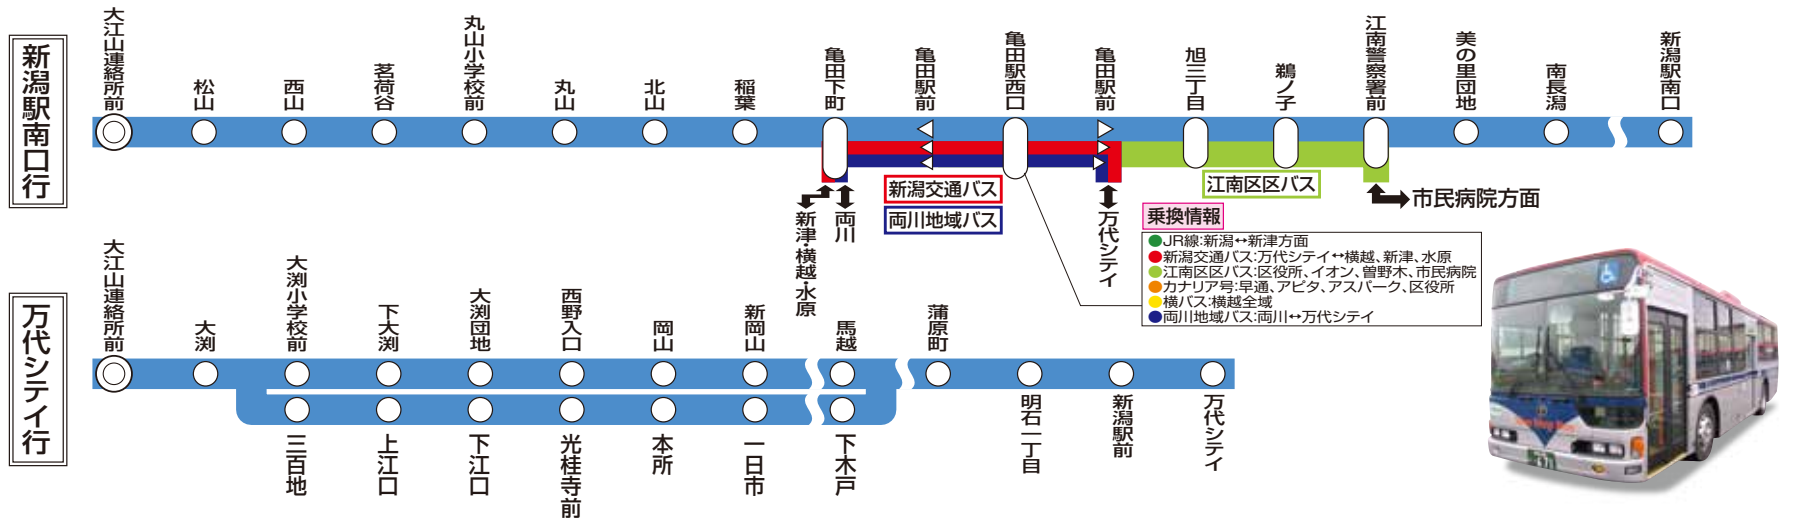 新潟駅南口行
大江山連絡所前
松山
西山
茗荷谷
丸山小学校前
丸山
北山
稲葉
亀田下町
亀田駅前
亀田駅西口
亀田駅前
旭三丁目
鵜ノ子
江南警察署前
美の里団地
南長潟
新潟駅南口
新潟交通バス
両川地域バス
江南区区バス
新津・横越・水原
両川
万代シテイ
市民病院方面
乗換情報
JR線:新潟↔新津方面
新潟交通バス:万代シテイ↔横越、新津、水原
江南区区バス:区役所、イオン、曽野木、市民病院
カナリア号:早通、アピタ、アスパーク、区役所
横バス:横越全域
両川地域バス:両川↔万代シテイ
万代シテイ行
大江山連絡所前
大渕
大渕小学校前
下大渕
大渕団地
西野入口
岡山
新岡山
馬越
蒲原町
三百地
上江口
下江口
光桂寺前
本所
一日市
下木戸
明石一丁目
新潟駅前
万代シテイ